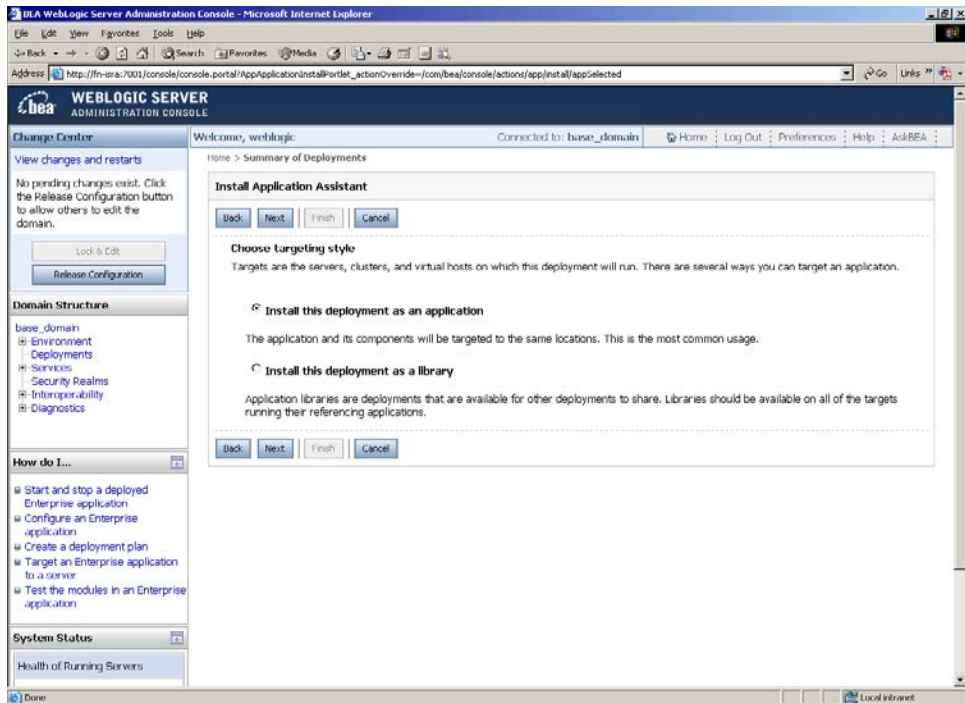 BEA WebLogic Server Administration Console - Microsoft Internet Explorer
File Edit View Favorites Tools Help
Back Search Favorites Media
Address http://fn-isra:7001/console/console.portal?AppApplicationInstallPortlet_actionOverride=/com/bea/console/actions/app/install/appSelected Go Links »
bea WEBLOGIC SERVER
ADMINISTRATION CONSOLE
Change Center
View changes and restarts
No pending changes exist. Click
the Release Configuration button
to allow others to edit the
domain.
Lock & Edit
Release Configuration
Domain Structure
base_domain
Environment
Deployments
Services
Security Realms
Interoperability
Diagnostics
How do I...
Start and stop a deployed
Enterprise application
Configure an Enterprise
application
Create a deployment plan
Target an Enterprise application
to a server
Test the modules in an Enterprise
application
System Status
Health of Running Servers
Welcome, weblogic Connected to: base_domain Home Log Out Preferences Help AskBEA
Home > Summary of Deployments
Install Application Assistant
Back Next Finish Cancel
Choose targeting style
Targets are the servers, clusters, and virtual hosts on which this deployment will run. There are several ways you can target an application.
Install this deployment as an application
The application and its components will be targeted to the same locations. This is the most common usage.
Install this deployment as a library
Application libraries are deployments that are available for other deployments to share. Libraries should be available on all of the targets
running their referencing applications.
Back Next Finish Cancel
Done Local intranet